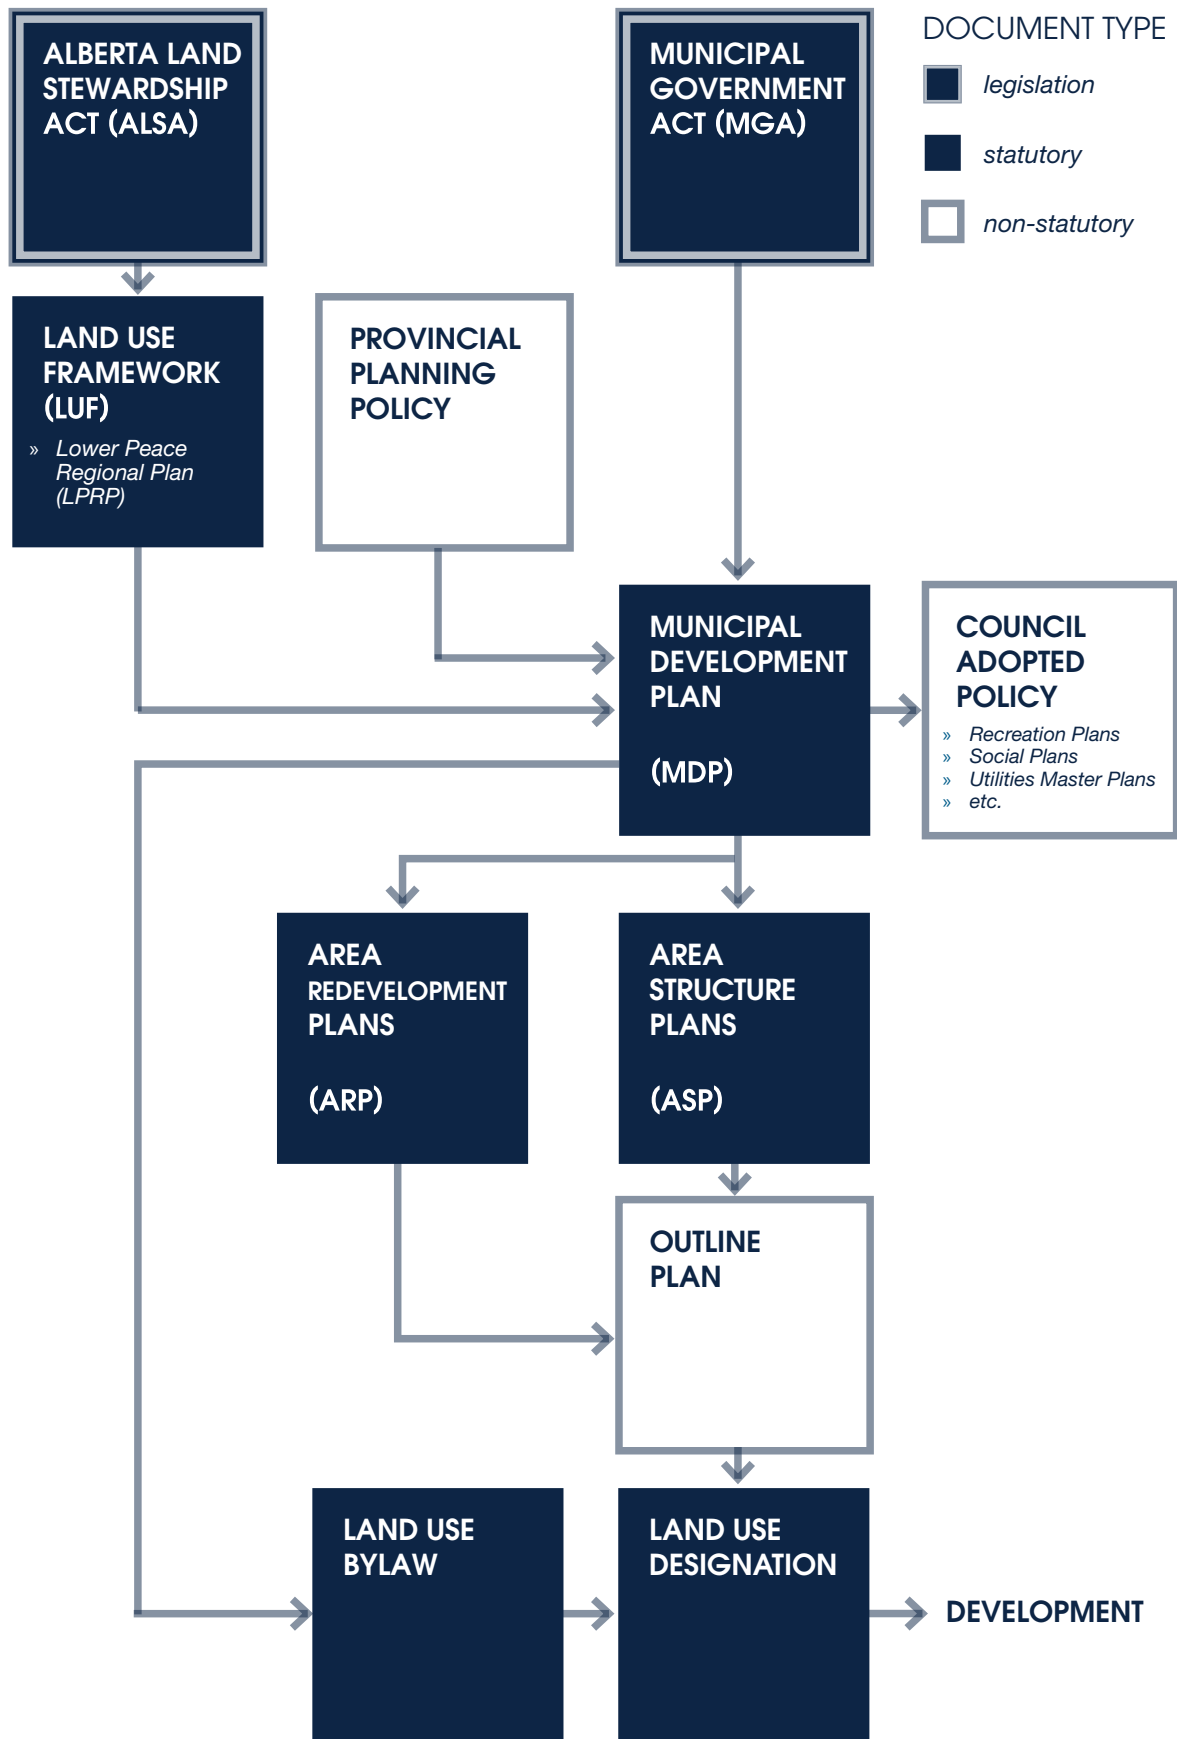 ALBERTA LAND
STEWARDSHIP
ACT (ALSA)
MUNICIPAL
GOVERNMENT
ACT (MGA)
DOCUMENT TYPE
legislation
statutory
non-statutory
LAND USE
FRAMEWORK
(LUF)
» Lower Peace
Regional Plan
(LPRP)
PROVINCIAL
PLANNING
POLICY
MUNICIPAL
DEVELOPMENT
PLAN
(MDP)
COUNCIL
ADOPTED
POLICY
» Recreation Plans
» Social Plans
» Utilities Master Plans
» etc.
AREA
REDEVELOPMENT
PLANS
(ARP)
AREA
STRUCTURE
PLANS
(ASP)
OUTLINE
PLAN
LAND USE
BYLAW
LAND USE
DESIGNATION
DEVELOPMENT